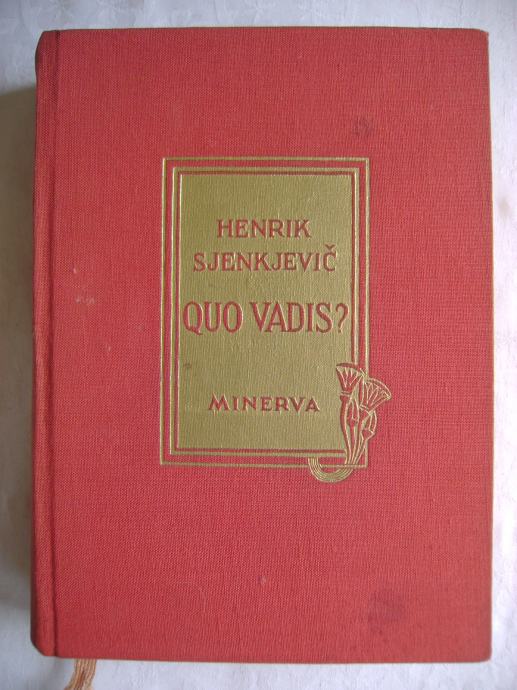 HENRIK
SJENKJEVIČ
QUO VADIS?
MINERVA